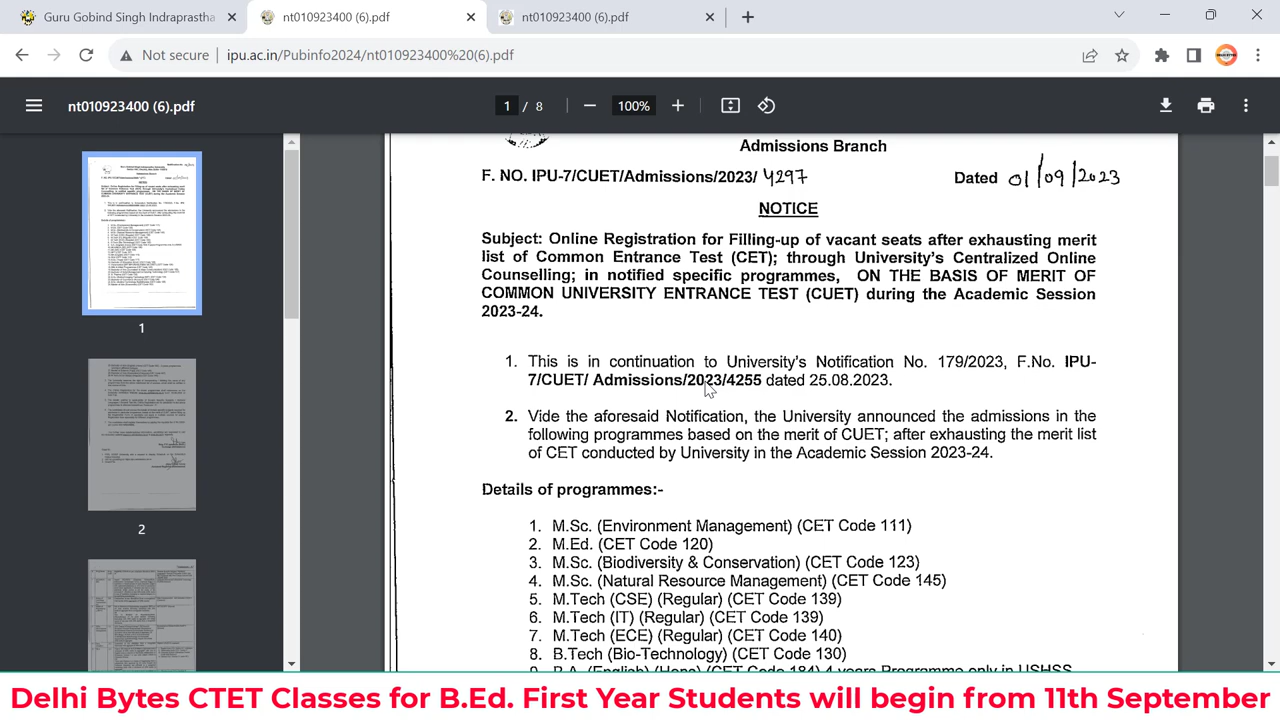 Guru Gobind Singh Indraprastha
nt010923400 (6).pdf
nt010923400 (6).pdf
Not secure
ipu.ac.in/Pubinfo2024/nt010923400%20(6).pdf
nt010923400 (6).pdf
1 / 8
100%
1
2
Admissions Branch
F. NO. IPU-7/CUET/Admissions/2023/ 4297
Dated 01/09/2023
NOTICE
Subject: Online Registration for Filling-up of vacant seats after exhausting merit
list of Common Entrance Test (CET); through University's Centralized Online
Counselling; in notified specific programmes, ON THE BASIS OF MERIT OF
COMMON UNIVERSITY ENTRANCE TEST (CUET) during the Academic Session
2023-24.
1. This is in continuation to University's Notification No. 179/2023, F.No. IPU-
7/CUET/ Admissions/2023/4255 dated 25.08.2023.
2. Vide the aforesaid Notification, the University announced the admissions in the
following programmes based on the merit of CUET; after exhausting the merit list
of CET conducted by University in the Academic Session 2023-24.
Details of programmes:-
1. M.Sc. (Environment Management) (CET Code 111)
2. M.Ed. (CET Code 120)
3. M.Sc. (Biodiversity & Conservation) (CET Code 123)
4. M.Sc. (Natural Resource Management) (CET Code 145)
5. M.Tech (CSE) (Regular) (CET Code 139)
6. M.Tech (IT) (Regular) (CET Code 139)
7. M.Tech (ECE) (Regular) (CET Code 140)
8. B.Tech (Bio-Technology) (CET Code 130)
(English) (Hons) (CET Code 184) 4 years Programme only in USHSS
Delhi Bytes CTET Classes for B.Ed. First Year Students will begin from 11th September